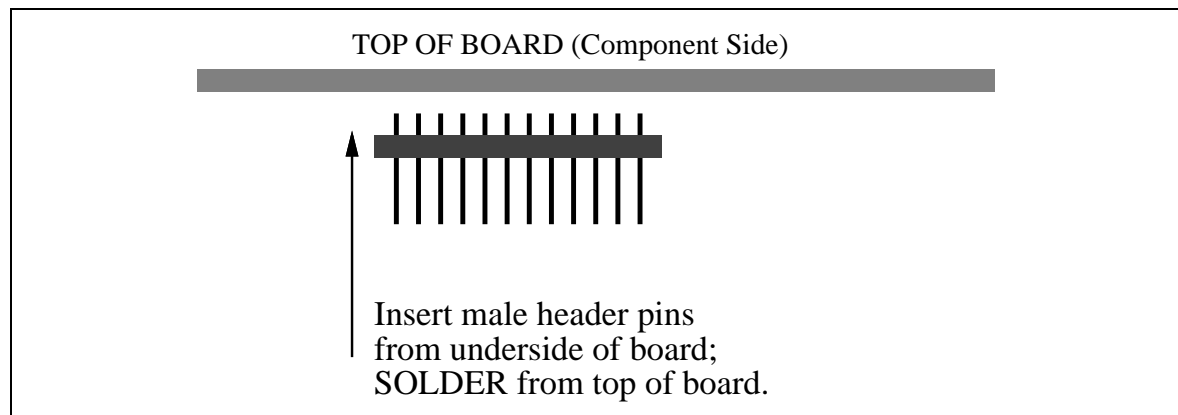 TOP OF BOARD (Component Side)
Insert male header pins
from underside of board;
SOLDER from top of board.